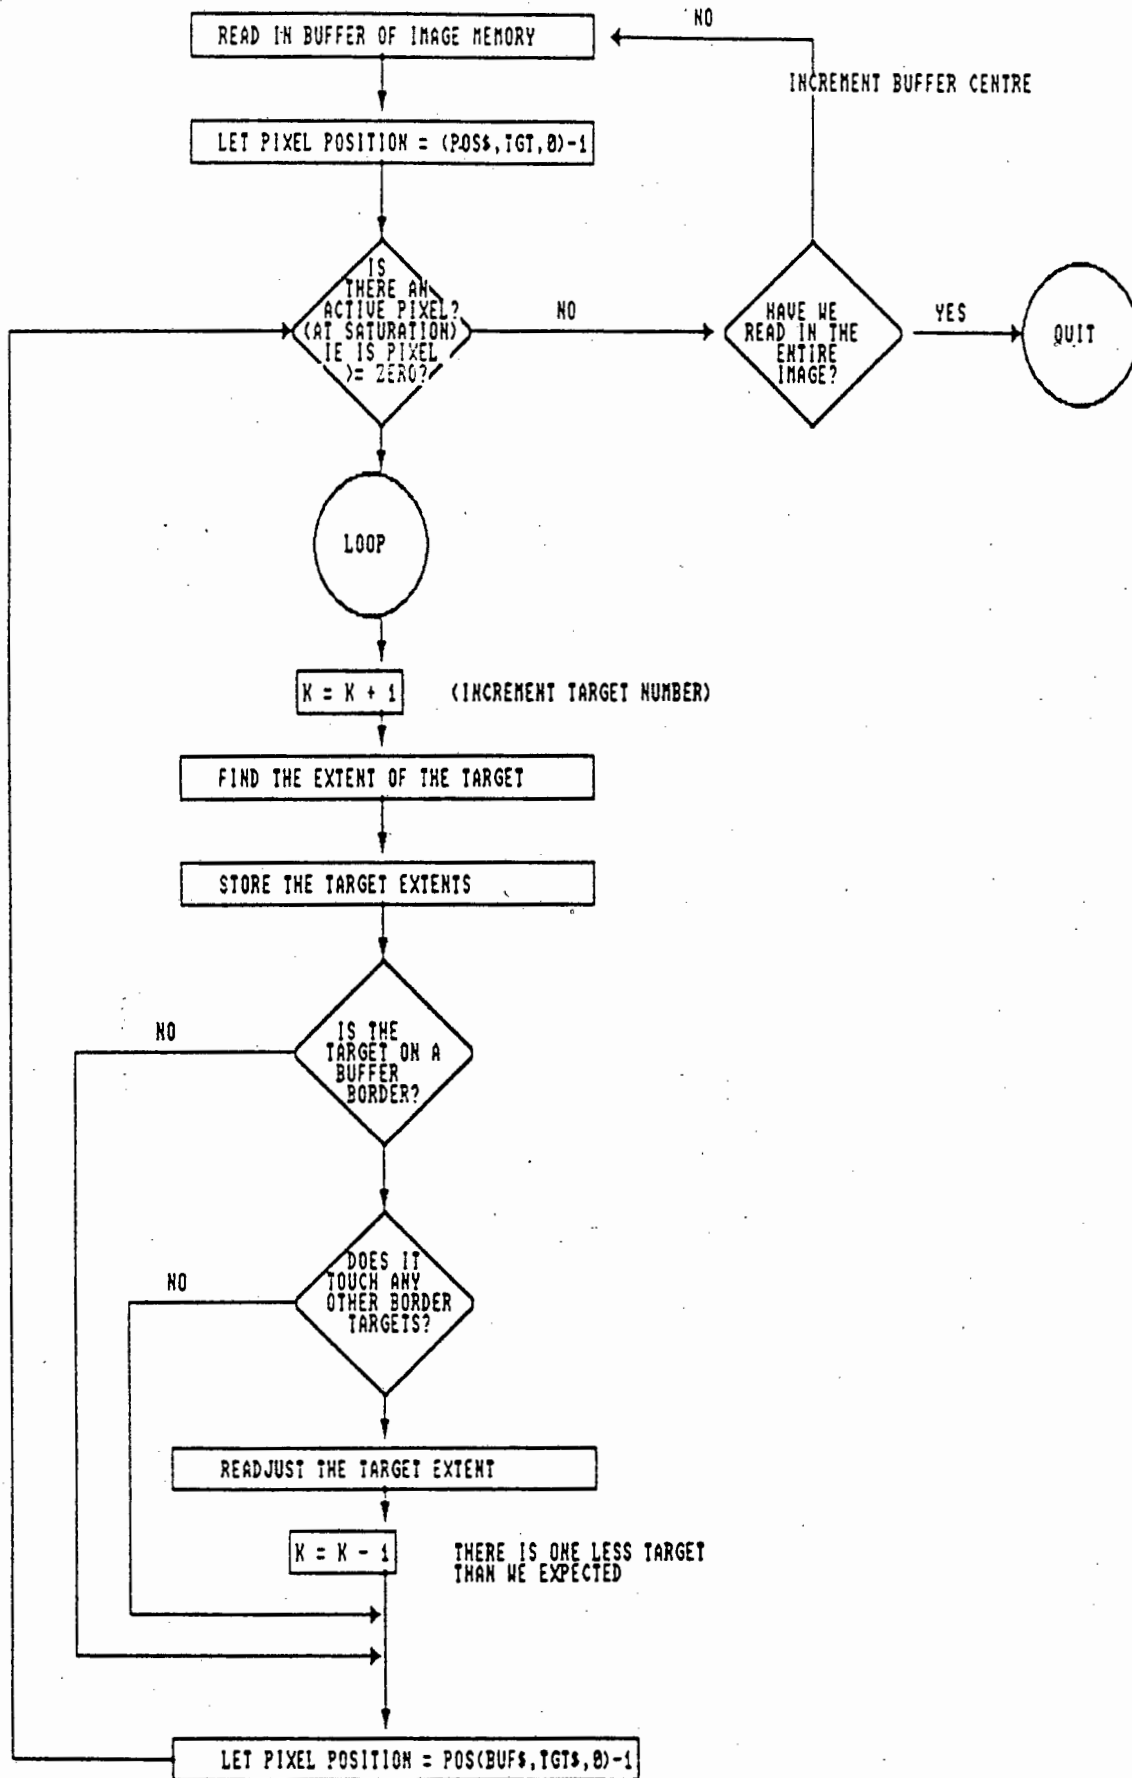 NO
READ IN BUFFER OF IMAGE MEMORY
INCREMENT BUFFER CENTRE
LET PIXEL POSITION = (POS$,TGT,0)-1
IS
THERE AN
ACTIVE PIXEL?
(AT SATURATION)
IE IS PIXEL
>= ZERO?
NO
HAVE WE
READ IN THE
ENTIRE
IMAGE?
YES
QUIT
LOOP
K = K + 1
(INCREMENT TARGET NUMBER)
FIND THE EXTENT OF THE TARGET
STORE THE TARGET EXTENTS
NO
IS THE
TARGET ON A
BUFFER
BORDER?
NO
DOES IT
TOUCH ANY
OTHER BORDER
TARGETS?
READJUST THE TARGET EXTENT
K = K - 1
THERE IS ONE LESS TARGET
THAN WE EXPECTED
LET PIXEL POSITION = POS(BUF$,TGT$,0)-1